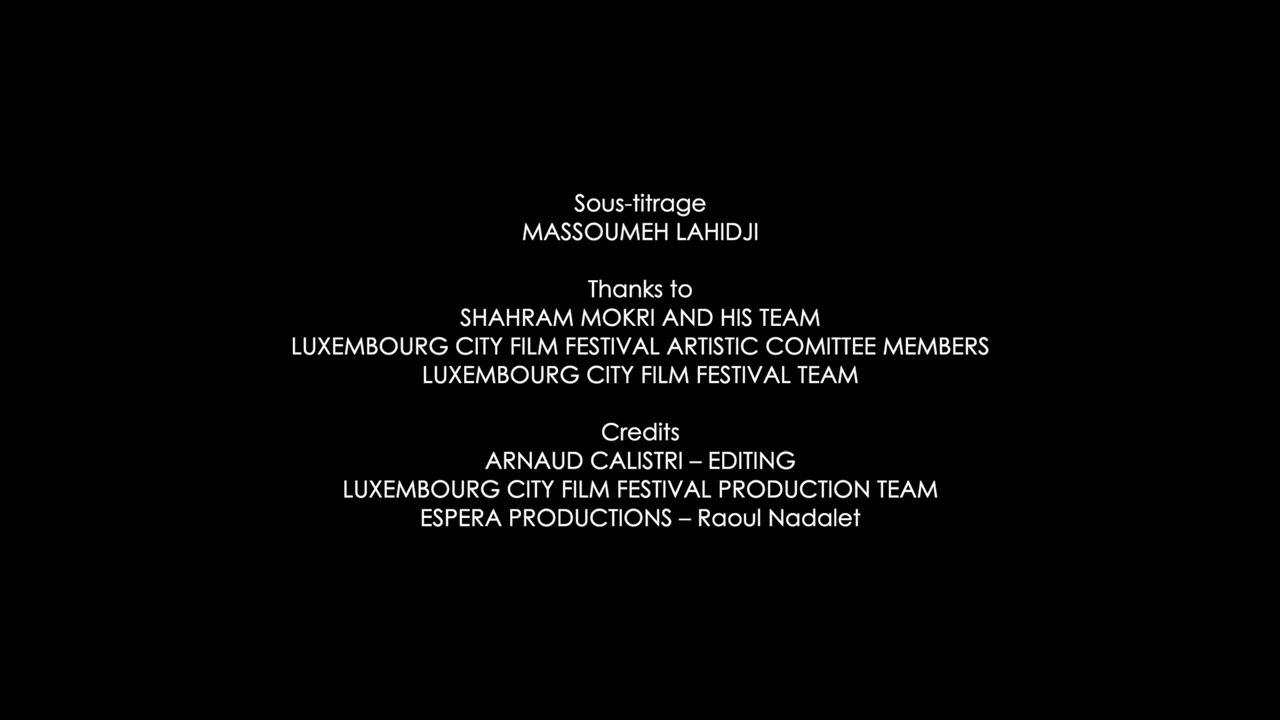 Sous-titrage
MASSOUMEH LAHIDJI
Thanks to
SHAHRAM MOKRI AND HIS TEAM
LUXEMBOURG CITY FILM FESTIVAL ARTISTIC COMITTEE MEMBERS
LUXEMBOURG CITY FILM FESTIVAL TEAM
Credits
ARNAUD CALISTRI – EDITING
LUXEMBOURG CITY FILM FESTIVAL PRODUCTION TEAM
ESPERA PRODUCTIONS – Raoul Nadalet